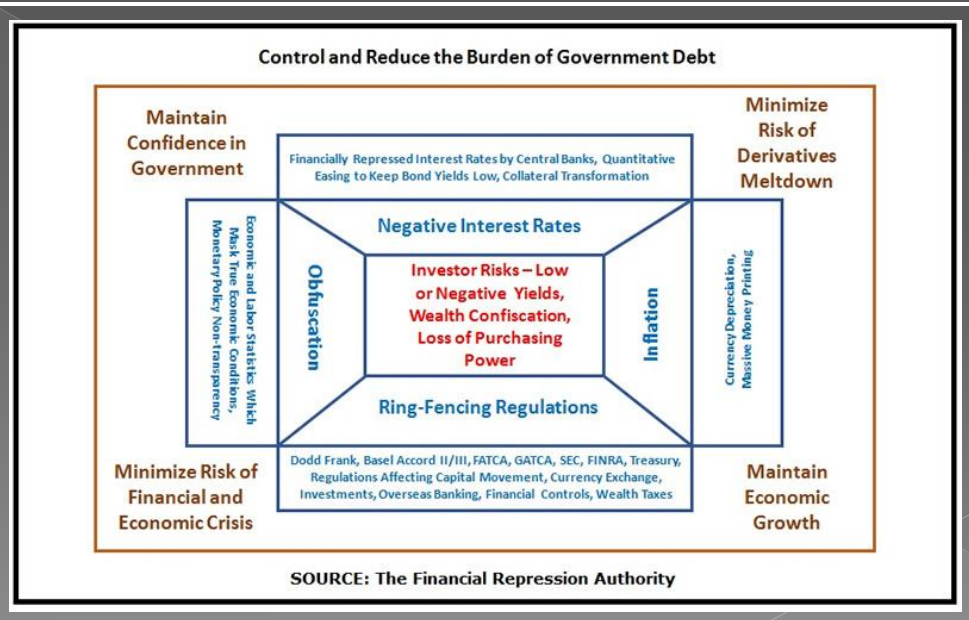 Control and Reduce the Burden of Government Debt
Maintain
Confidence in
Government
Minimize
Risk of
Derivatives
Meltdown
Financially Repressed Interest Rates by Central Banks, Quantitative
Easing to Keep Bond Yields Low, Collateral Transformation
Negative Interest Rates
Economic and Labor Statistics Which
Mask True Economic Conditions,
Monetary Policy Non-transparency
Obfuscation
Investor Risks – Low
or Negative Yields,
Wealth Confiscation,
Loss of Purchasing
Power
Inflation
Currency Depreciation,
Massive Money Printing
Ring-Fencing Regulations
Dodd Frank, Basel Accord II/III, FATCA, GATCA, SEC, FINRA, Treasury,
Regulations Affecting Capital Movement, Currency Exchange,
Investments, Overseas Banking, Financial Controls, Wealth Taxes
Minimize Risk of
Financial and
Economic Crisis
Maintain
Economic
Growth
SOURCE: The Financial Repression Authority